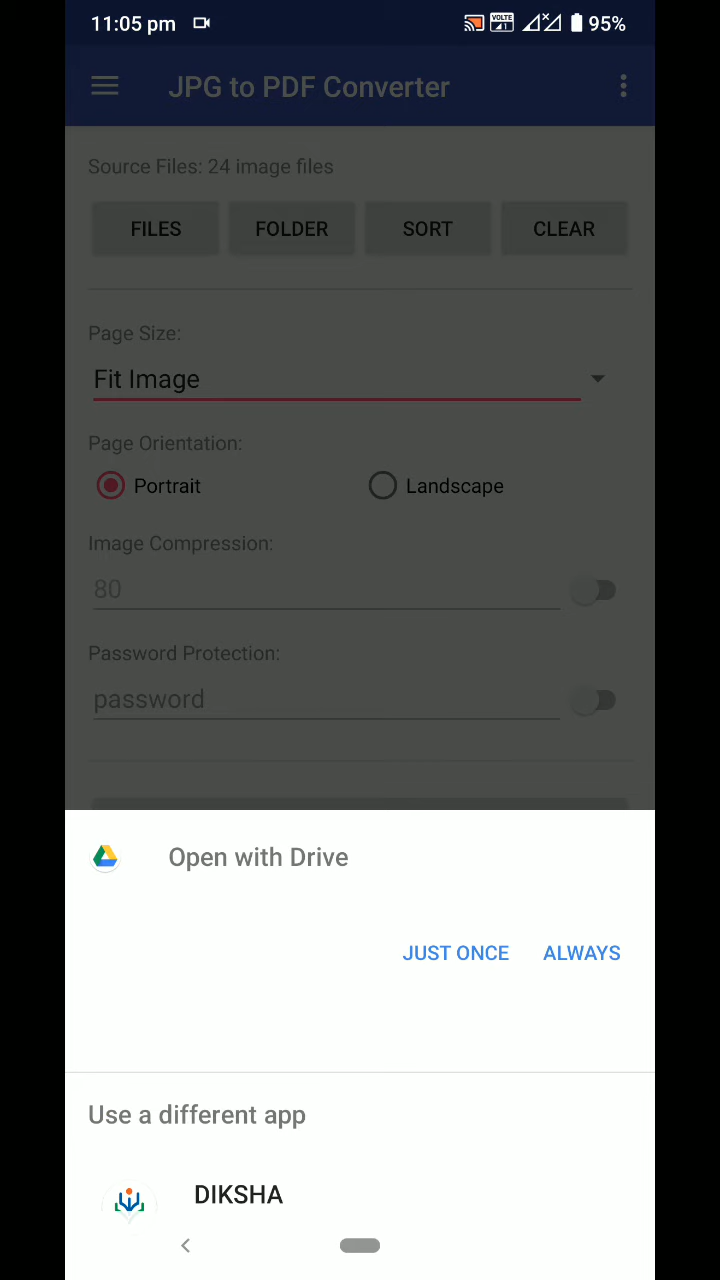 11:05 pm
VOLTE
1
95%
JPG to PDF Converter
Source Files: 24 image files
FILES
FOLDER
SORT
CLEAR
Page Size:
Fit Image
Page Orientation:
Portrait
Landscape
Image Compression:
80
Password Protection:
password
Open with Drive
JUST ONCE
ALWAYS
Use a different app
DIKSHA